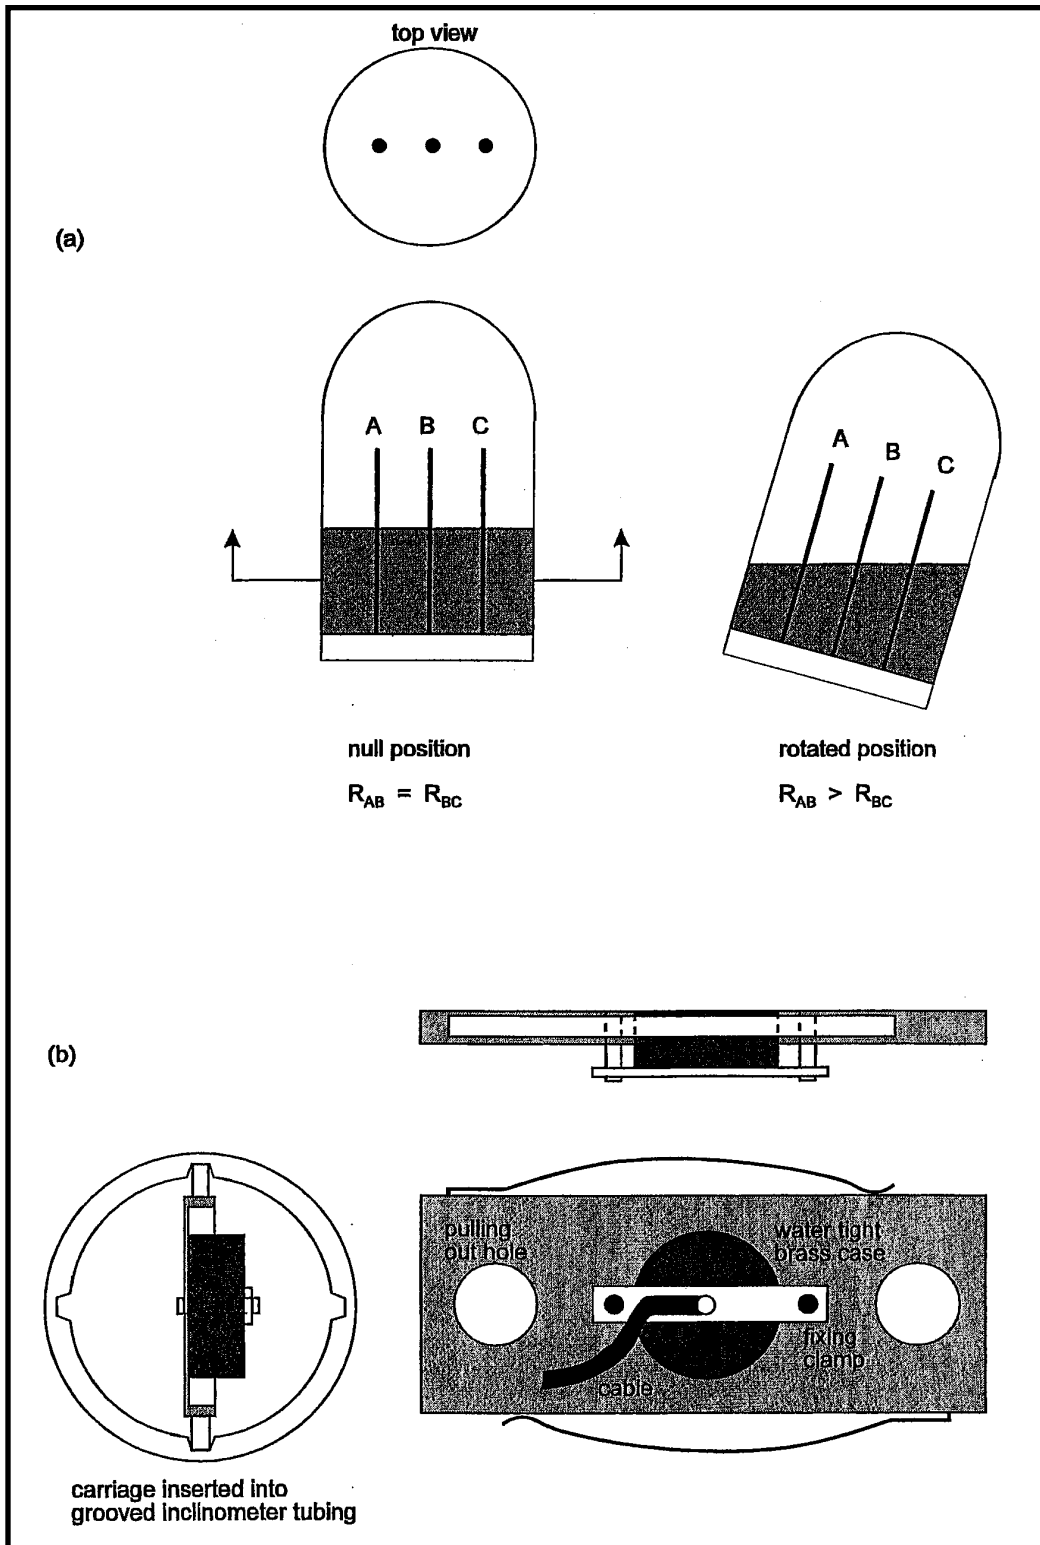 top view
(a)
A B C
A
B
C
null position
rotated position
R_AB = R_BC
R_AB > R_BC
(b)
pulling
out hole
water tight
brass case
fixing
clamp
cable
carriage inserted into
grooved inclinometer tubing